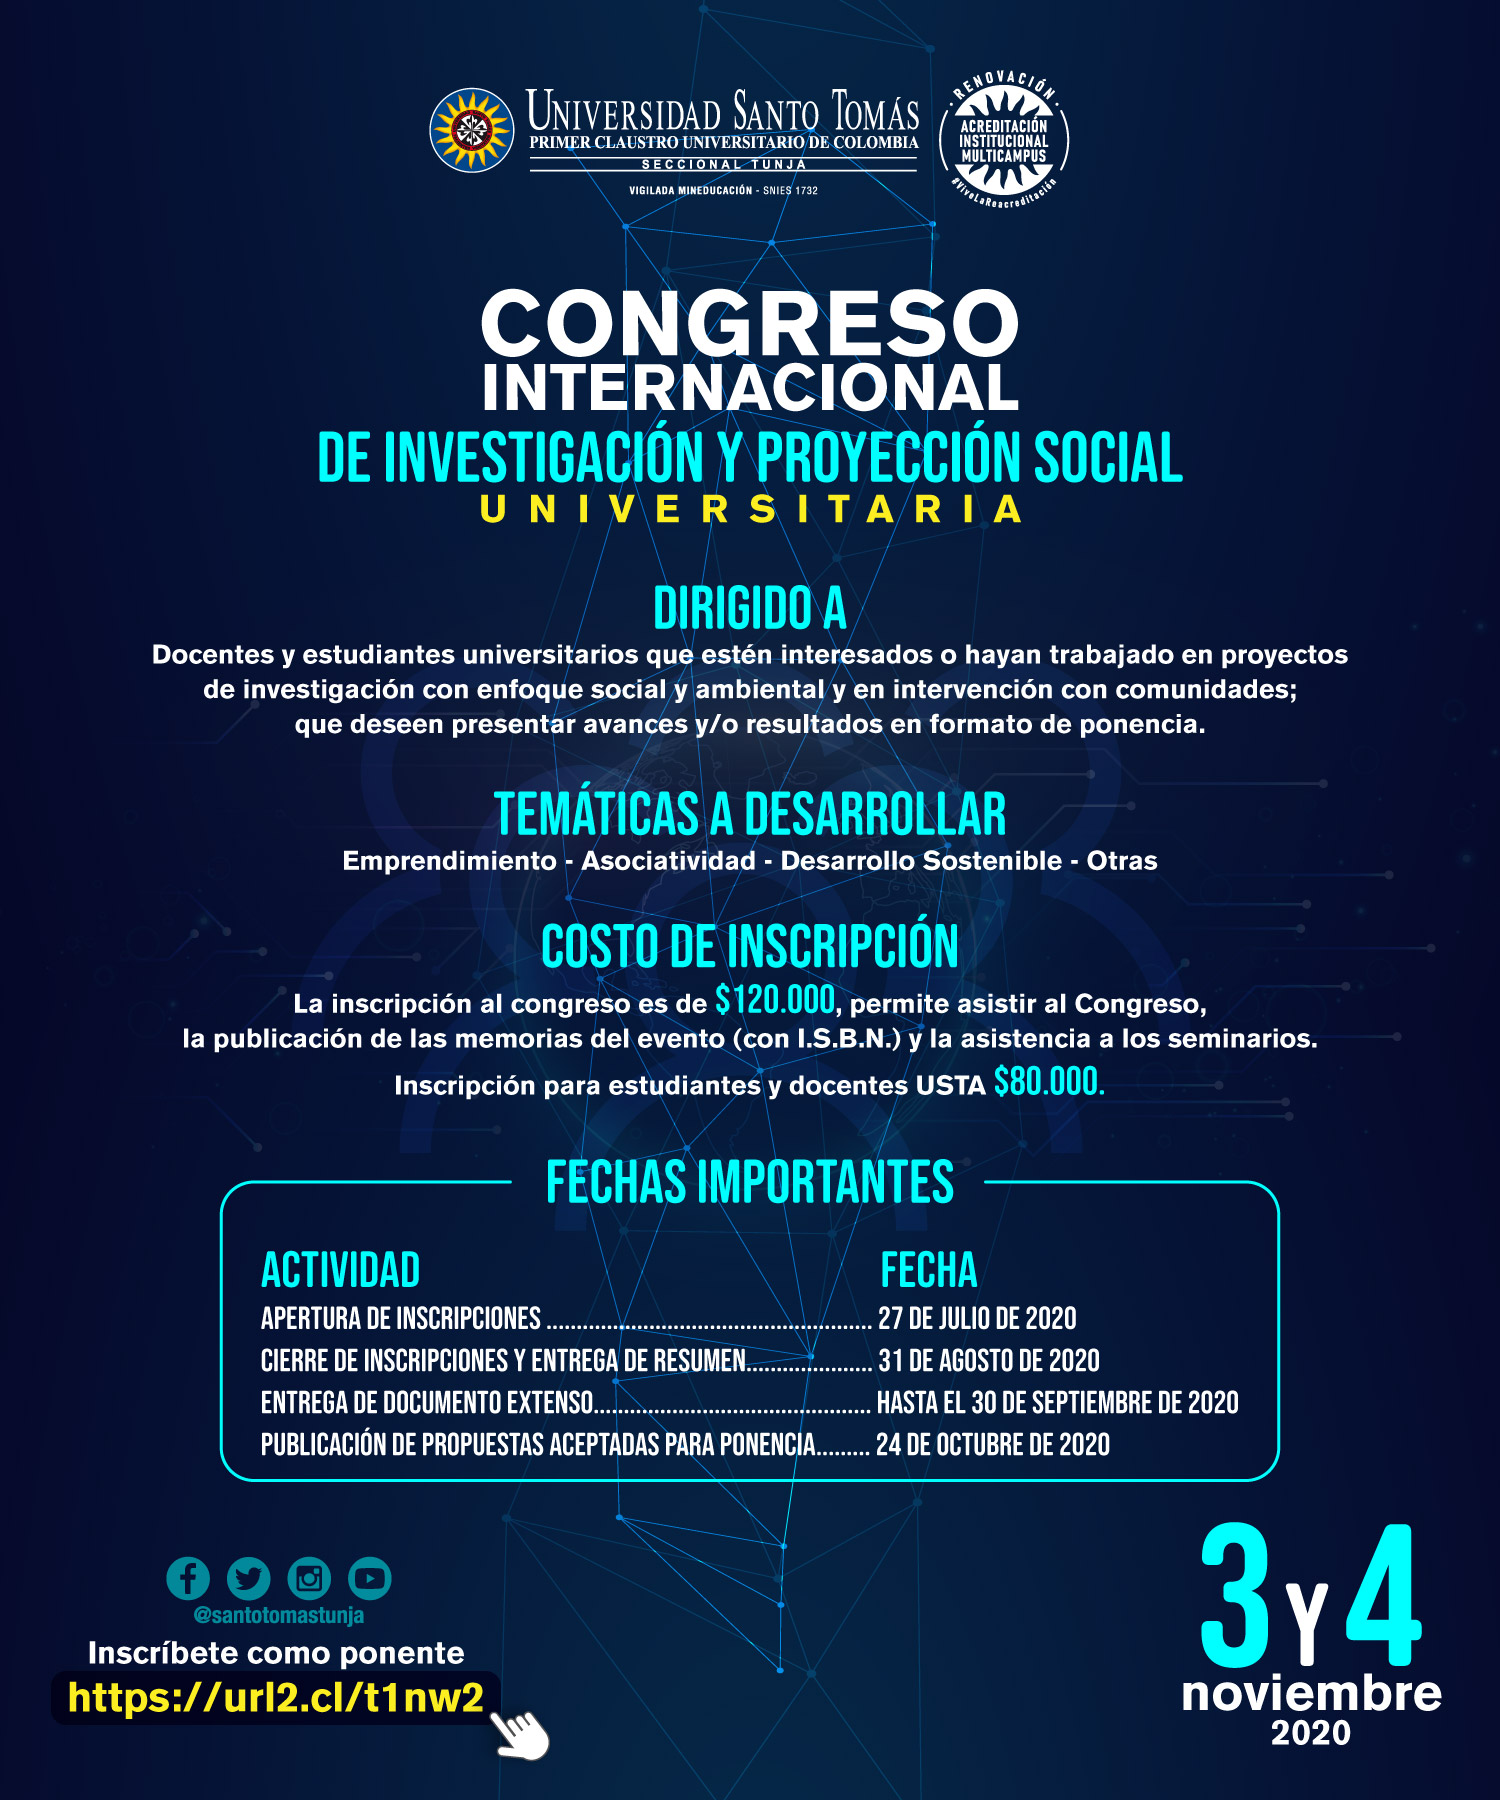 UNIVERSIDAD SANTO TOMÁS
PRIMER CLAUSTRO UNIVERSITARIO DE COLOMBIA
SECCIONAL TUNJA
VIGILADA MINEDUCACIÓN - SNIES 1732
· RENOVACIÓN ·
ACREDITACIÓN
INSTITUCIONAL
MULTICAMPUS
#ViveLaReacreditación
CONGRESO
INTERNACIONAL
DE INVESTIGACIÓN Y PROYECCIÓN SOCIAL
UNIVERSITARIA
DIRIGIDO A
Docentes y estudiantes universitarios que estén interesados o hayan trabajado en proyectos
de investigación con enfoque social y ambiental y en intervención con comunidades;
que deseen presentar avances y/o resultados en formato de ponencia.
TEMÁTICAS A DESARROLLAR
Emprendimiento - Asociatividad - Desarrollo Sostenible - Otras
COSTO DE INSCRIPCIÓN
La inscripción al congreso es de $120.000, permite asistir al Congreso,
la publicación de las memorias del evento (con I.S.B.N.) y la asistencia a los seminarios.
Inscripción para estudiantes y docentes USTA $80.000.
FECHAS IMPORTANTES
ACTIVIDAD FECHA
APERTURA DE INSCRIPCIONES ...................................................... 27 DE JULIO DE 2020
CIERRE DE INSCRIPCIONES Y ENTREGA DE RESUMEN..................... 31 DE AGOSTO DE 2020
ENTREGA DE DOCUMENTO EXTENSO.............................................. HASTA EL 30 DE SEPTIEMBRE DE 2020
PUBLICACIÓN DE PROPUESTAS ACEPTADAS PARA PONENCIA......... 24 DE OCTUBRE DE 2020
@santotomastunja
Inscríbete como ponente
https://url2.cl/t1nw2
3 Y 4
noviembre
2020